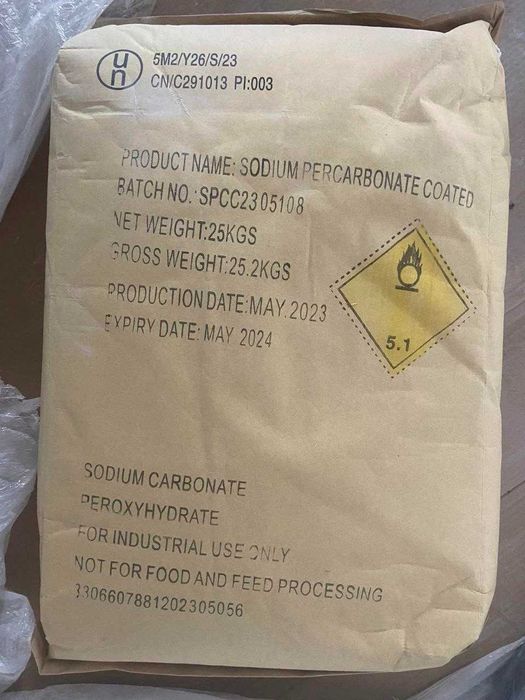 un
5M2/Y26/S/23
CN/C291013 PI:003
PRODUCT NAME: SODIUM PERCARBONATE COATED
BATCH NO.: SPCC2305108
NET WEIGHT:25KGS
GROSS WEIGHT:25.2KGS
PRODUCTION DATE:MAY.2023
EXPIRY DATE: MAY 2024
5.1
SODIUM CARBONATE
PEROXYHYDRATE
FOR INDUSTRIAL USE ONLY
NOT FOR FOOD AND FEED PROCESSING
3306607881202305056